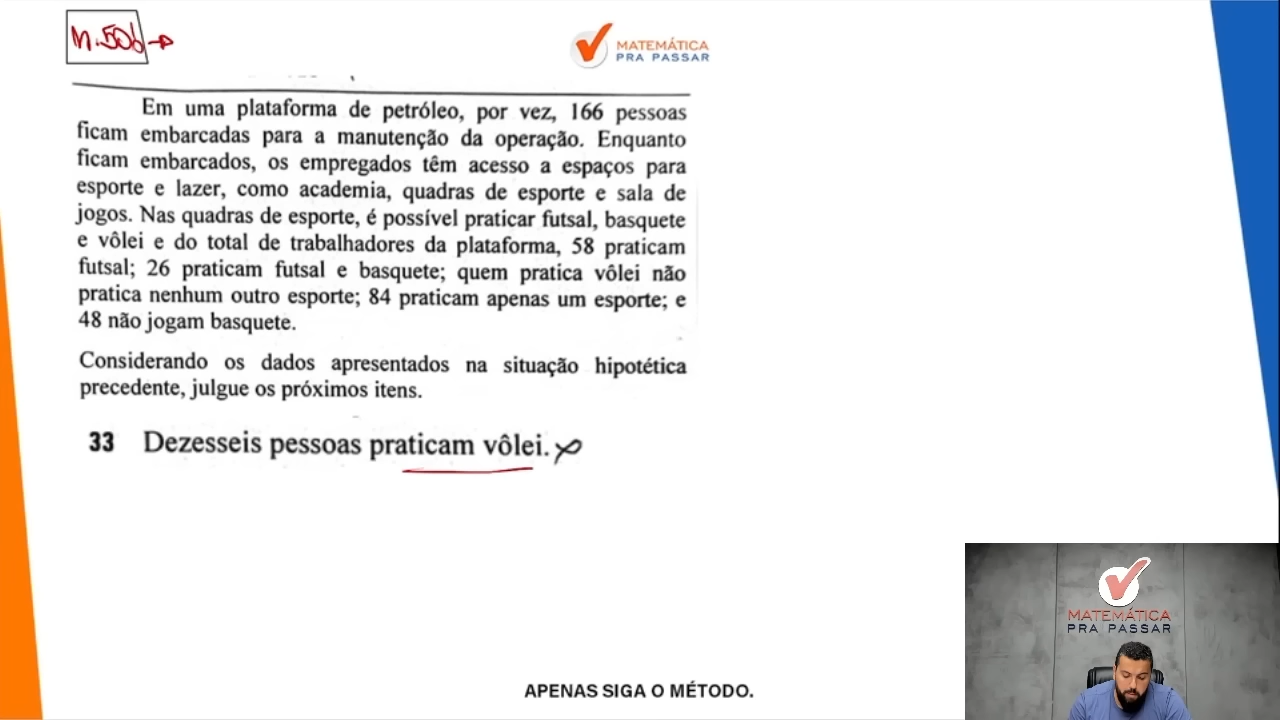 n.50b
MATEMÁTICA
PRA PASSAR
Em uma plataforma de petróleo, por vez, 166 pessoas
ficam embarcadas para a manutenção da operação. Enquanto
ficam embarcados, os empregados têm acesso a espaços para
esporte e lazer, como academia, quadras de esporte e sala de
jogos. Nas quadras de esporte, é possível praticar futsal, basquete
e vôlei e do total de trabalhadores da plataforma, 58 praticam
futsal; 26 praticam futsal e basquete; quem pratica vôlei não
pratica nenhum outro esporte; 84 praticam apenas um esporte; e
48 não jogam basquete.
Considerando os dados apresentados na situação hipotética
precedente, julgue os próximos itens.
33 Dezesseis pessoas praticam vôlei.
MATEMÁTICA
PRA PASSAR
APENAS SIGA O MÉTODO.